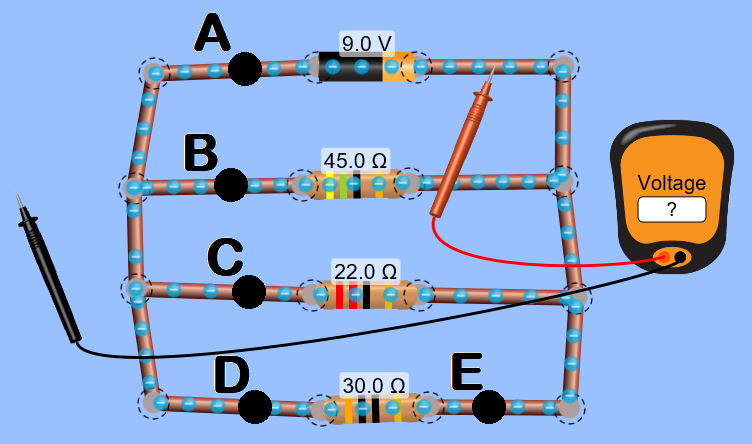 A
9.0 V
B
45.0 Ω
Voltage
?
C
22.0 Ω
D
30.0 Ω
E